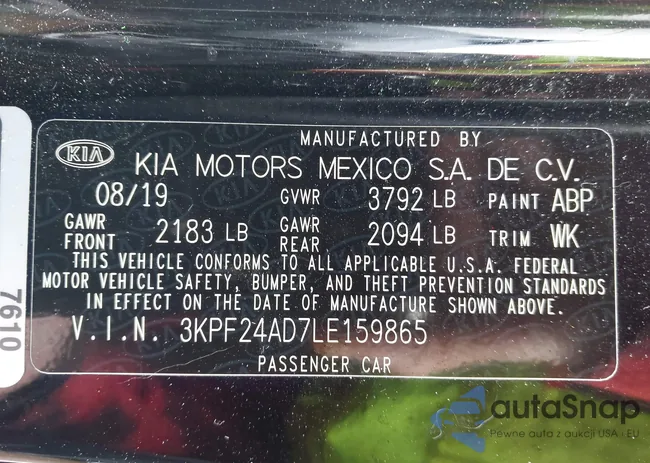 MANUFACTURED BY
KIA KIA MOTORS MEXICO S.A. DE C.V.
08/19 GVWR 3792 LB PAINT ABP
GAWR FRONT 2183 LB GAWR REAR 2094 LB TRIM WK
THIS VEHICLE CONFORMS TO ALL APPLICABLE U.S.A. FEDERAL
MOTOR VEHICLE SAFETY, BUMPER, AND THEFT PREVENTION STANDARDS
IN EFFECT ON THE DATE OF MANUFACTURE SHOWN ABOVE.
V.I.N. 3KPF24AD7LE159865
PASSENGER CAR
7610
autaSnap
Pewne auta z aukcji USA i EU